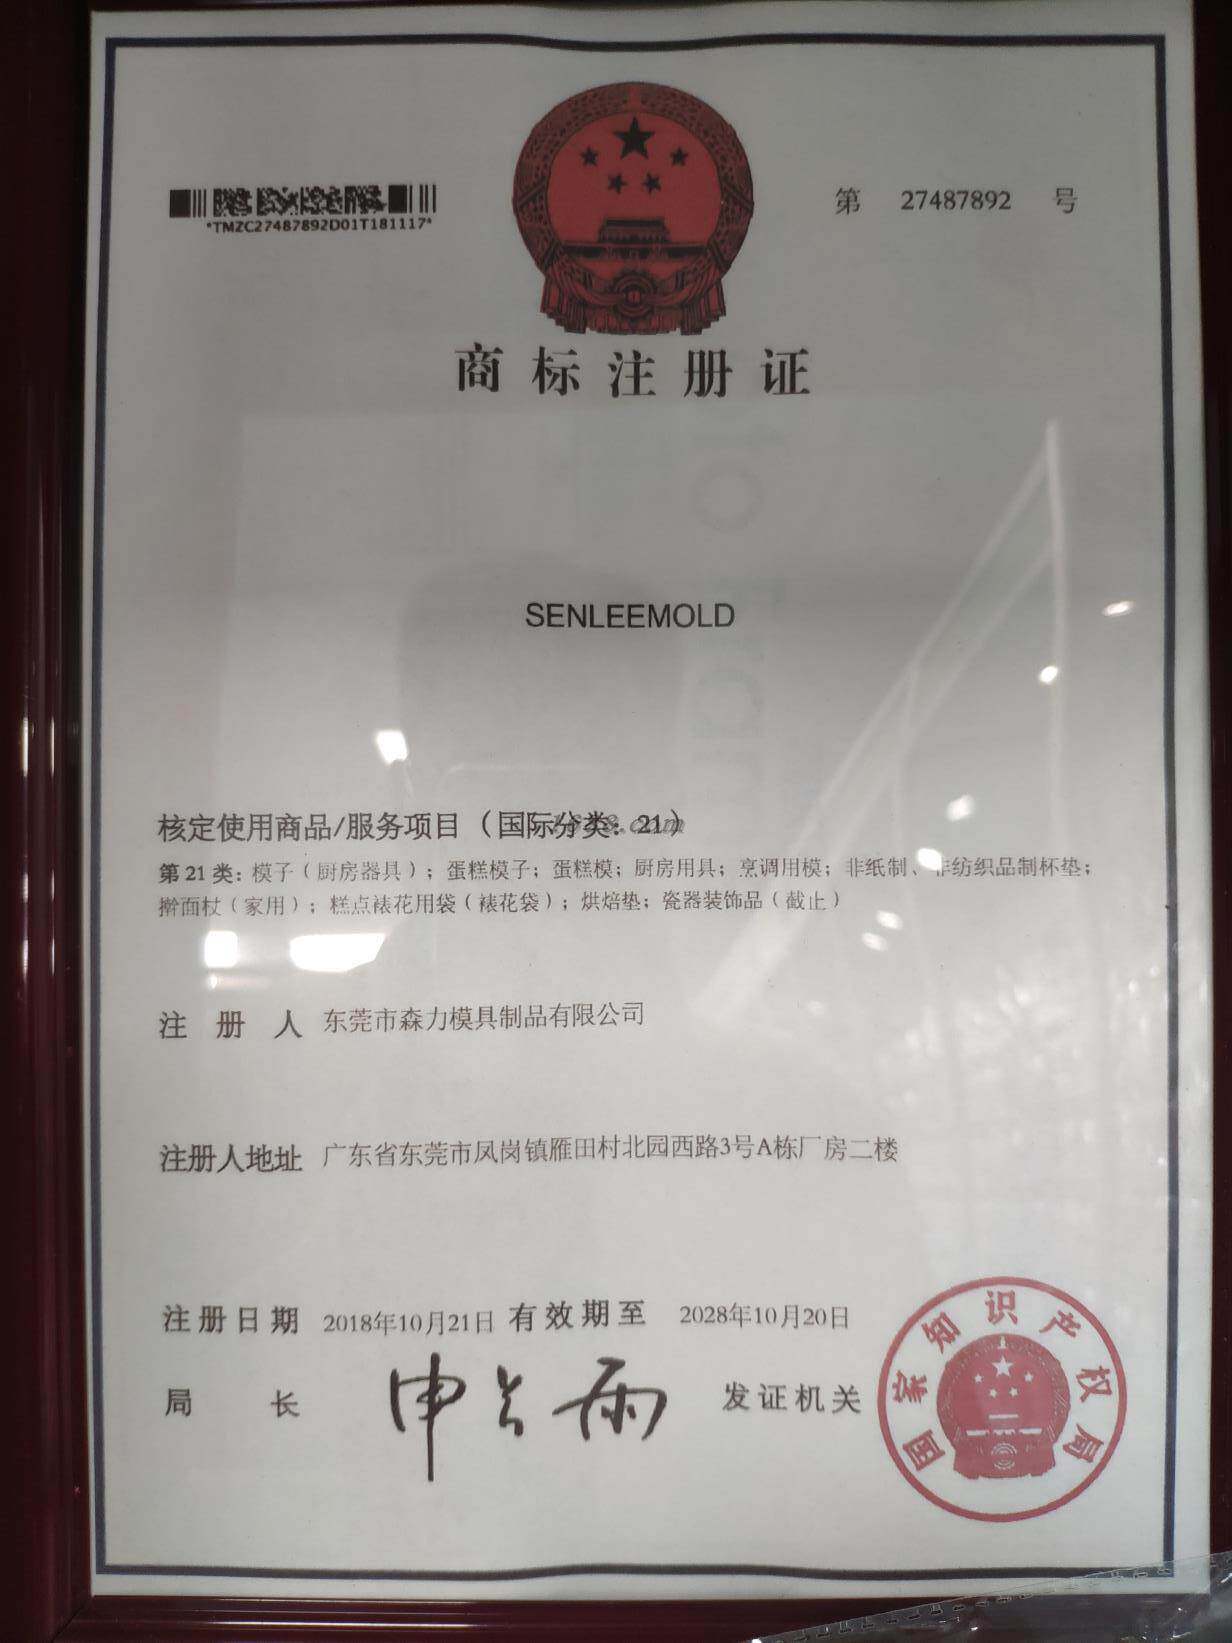 *TMZC27487892D01T181117*
第 27487892 号
商标注册证
SENLEEMOLD
核定使用商品/服务项目（国际分类：21）
第21类：模子（厨房器具）；蛋糕模子；蛋糕模；厨房用具；烹调用模；非纸制、非纺织品制杯垫；
擀面杖（家用）；糕点裱花用袋（裱花袋）；烘焙垫；瓷器装饰品（截止）
注册人 东莞市森力模具制品有限公司
注册人地址 广东省东莞市凤岗镇雁田村北园西路3号A栋厂房二楼
注册日期 2018年10月21日 有效期至 2028年10月20日
局长 申长雨 发证机关
国家知识产权局